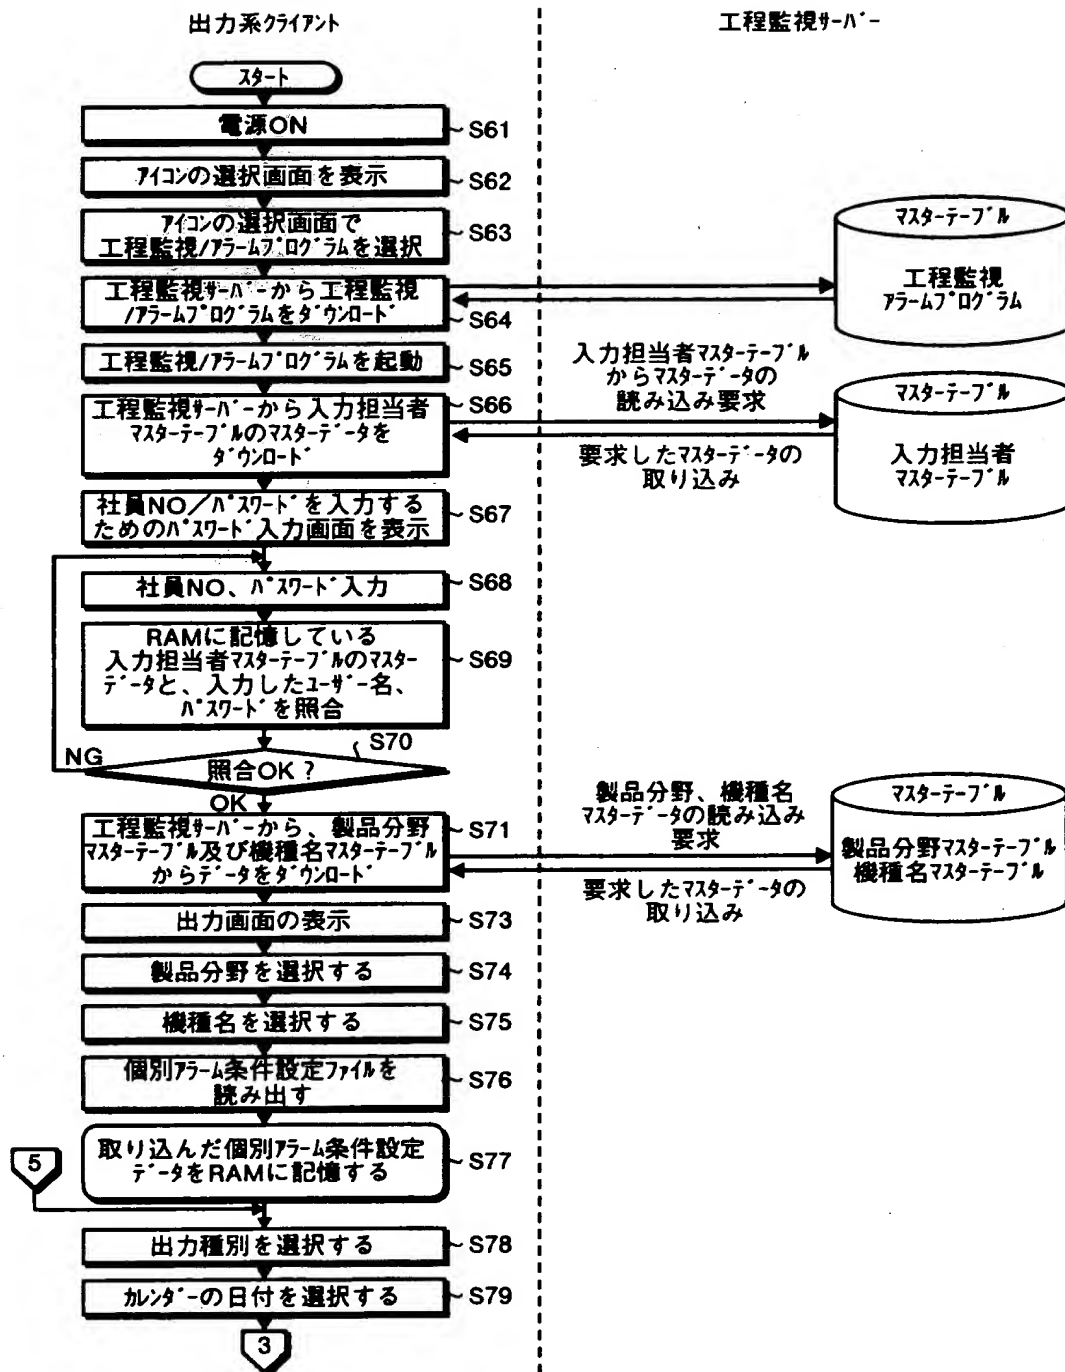 出力系クライアント
工程監視サーバー
スタート
電源ON
S61
アイコンの選択画面を表示
S62
アイコンの選択画面で
工程監視/アラームプログラムを選択
S63
工程監視サーバーから工程監視
/アラームプログラムをダウンロード
S64
マスターテーブル
工程監視
アラームプログラム
工程監視/アラームプログラムを起動
S65
工程監視サーバーから入力担当者
マスターテーブルのマスターデータを
ダウンロード
S66
入力担当者マスターテーブル
からマスターデータの
読み込み要求
要求したマスターデータの
取り込み
マスターテーブル
入力担当者
マスターテーブル
社員NO/パスワードを入力する
ためのパスワード入力画面を表示
S67
社員NO、パスワード入力
S68
RAMに記憶している
入力担当者マスターテーブルのマスター
データと、入力したユーザー名、
パスワードを照合
S69
S70
NG
照合OK?
OK
工程監視サーバーから、製品分野
マスターテーブル及び機種名マスターテーブル
からデータをダウンロード
S71
製品分野、機種名
マスターデータの読み込み
要求
要求したマスターデータの
取り込み
マスターテーブル
製品分野マスターテーブル
機種名マスターテーブル
出力画面の表示
S73
製品分野を選択する
S74
機種名を選択する
S75
個別アラーム条件設定ファイルを
読み出す
S76
取り込んだ個別アラーム条件設定
データをRAMに記憶する
S77
5
出力種別を選択する
S78
カレンダーの日付を選択する
S79
3